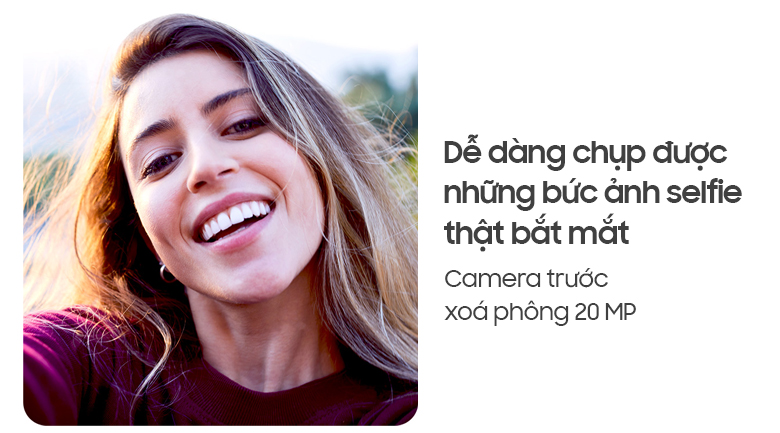 Dễ dàng chụp được
những bức ảnh selfie
thật bắt mắt
Camera trước
xoá phông 20 MP